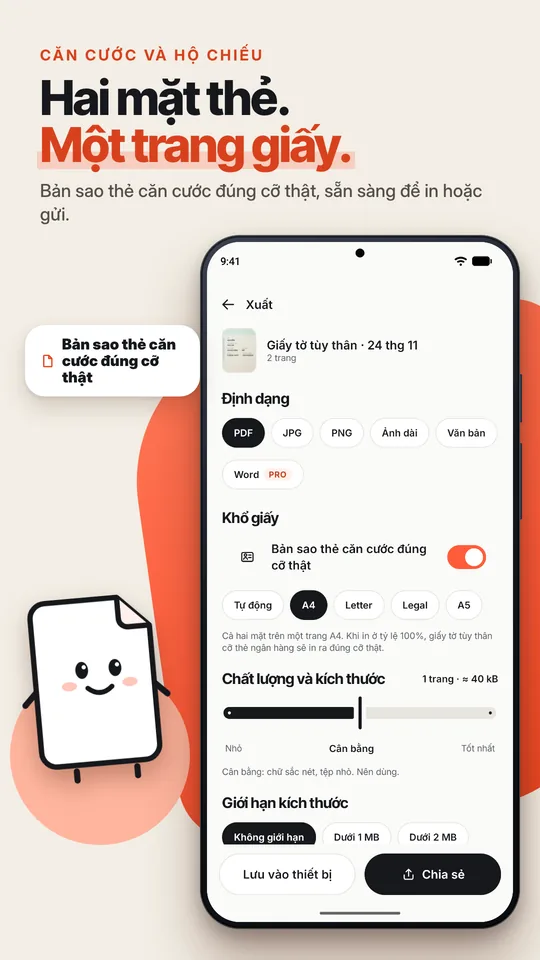 CĂN CƯỚC VÀ HỘ CHIẾU
Hai mặt thẻ.
Một trang giấy.
Bản sao thẻ căn cước đúng cỡ thật, sẵn sàng để in hoặc
gửi.
9:41
Xuất
Bản sao thẻ căn
cước đúng cỡ
thật
Giấy tờ tùy thân · 24 thg 11
2 trang
Định dạng
PDF
JPG
PNG
Ảnh dài
Văn bản
Word PRO
Khổ giấy
Bản sao thẻ căn cước đúng
cỡ thật
Tự động
A4
Letter
Legal
A5
Cả hai mặt trên một trang A4. Khi in ở tỷ lệ 100%, giấy tờ tùy thân
cỡ thẻ ngân hàng sẽ in ra đúng cỡ thật.
Chất lượng và kích thước
1 trang · ≈ 40 kB
Nhỏ
Cân bằng
Tốt nhất
Cân bằng: chữ sắc nét, tệp nhỏ. Nên dùng.
Giới hạn kích thước
Không giới hạn
Dưới 1 MB
Dưới 2 MB
Lưu vào thiết bị
Chia sẻ